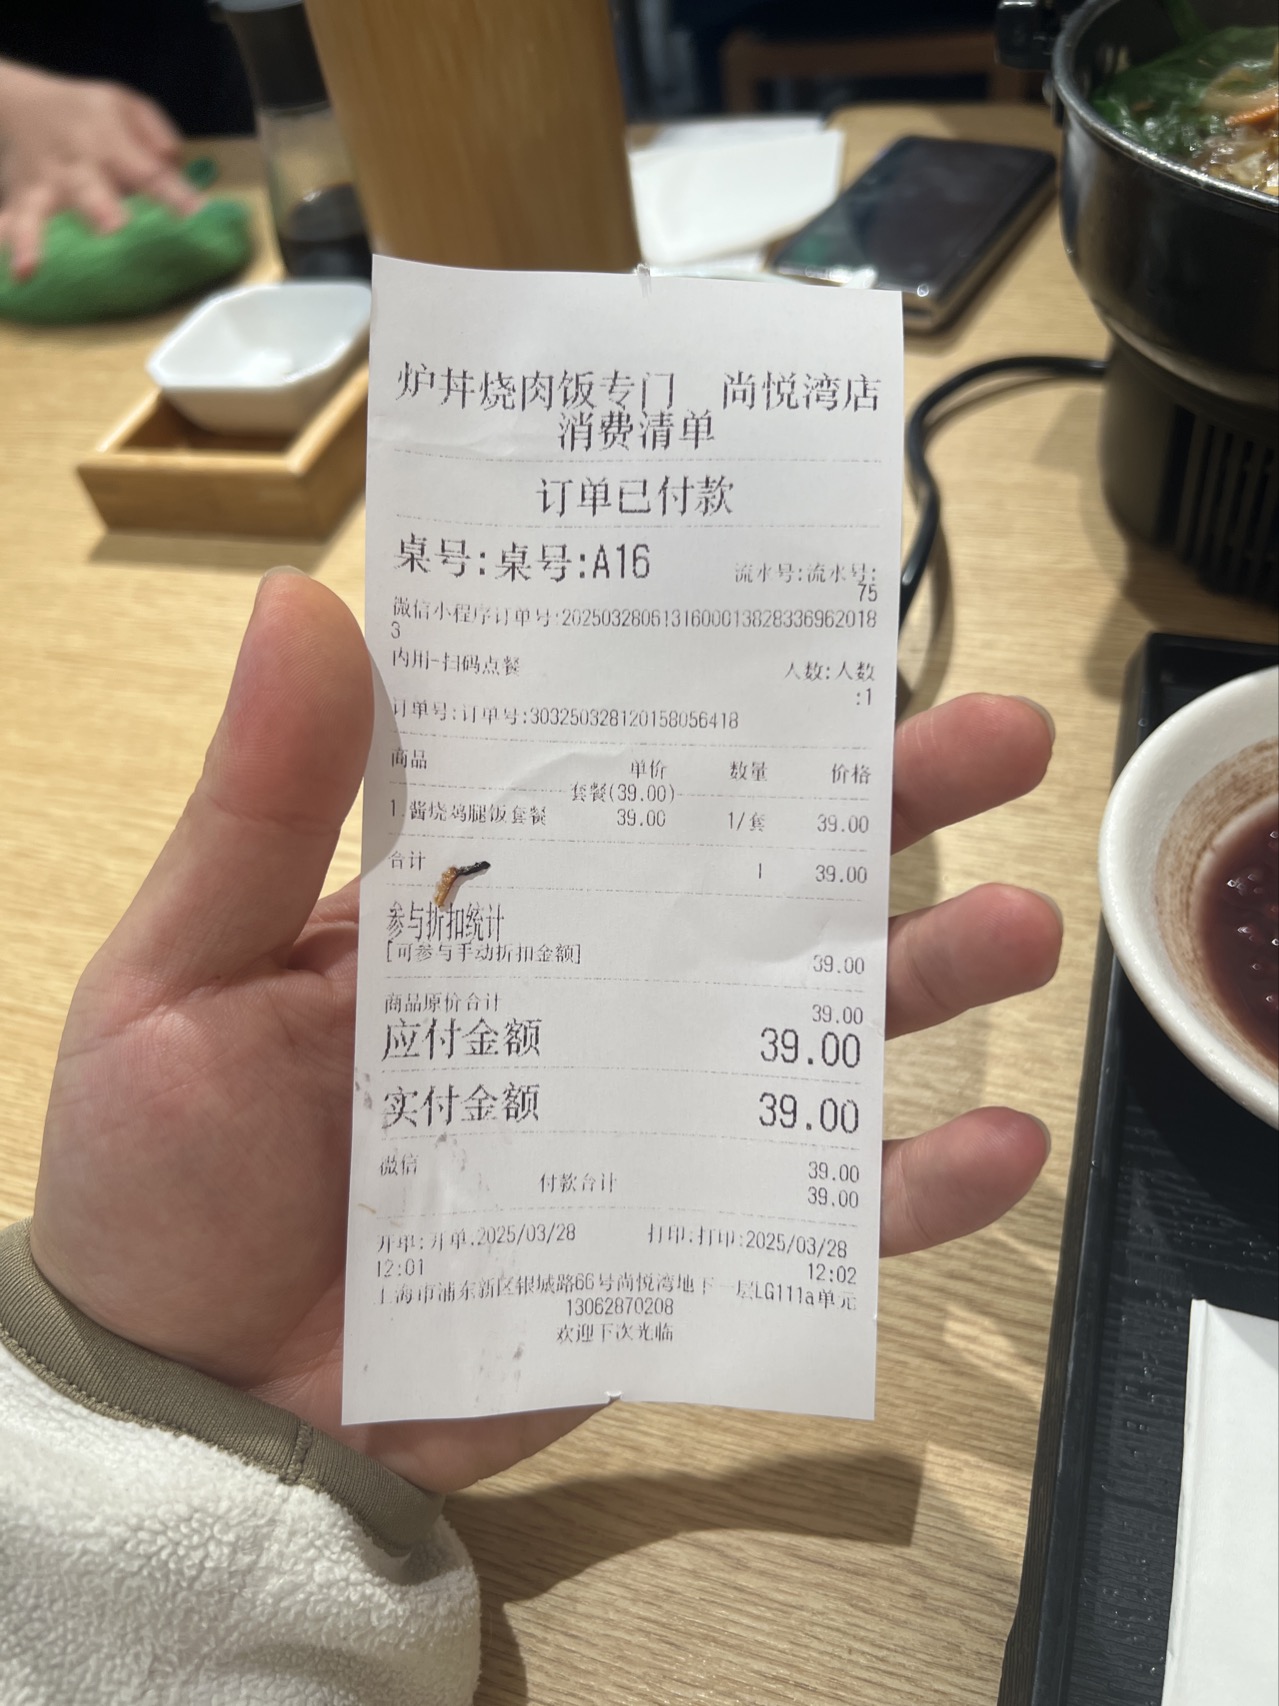 炉丼烧肉饭专门 尚悦湾店
消费清单
订单已付款
桌号:桌号:A16 流水号:流水号:
75
微信小程序订单号:2025032806131600013828336962018
3
内用-扫码点餐 人数:人数
:1
订单号:订单号:303250328120158056418
商品 单价 数量 价格
套餐(39.00)
1.酱烧鸡腿饭套餐 39.00 1/套 39.00
合计 1 39.00
参与折扣统计
[可参与手动折扣金额] 39.00
商品原价合计 39.00
应付金额 39.00
实付金额 39.00
微信 39.00
付款合计 39.00
开单:开单:2025/03/28 打印:打印:2025/03/28
12:01 12:02
上海市浦东新区银城路66号尚悦湾地下一层LG111a单元
13062870208
欢迎下次光临